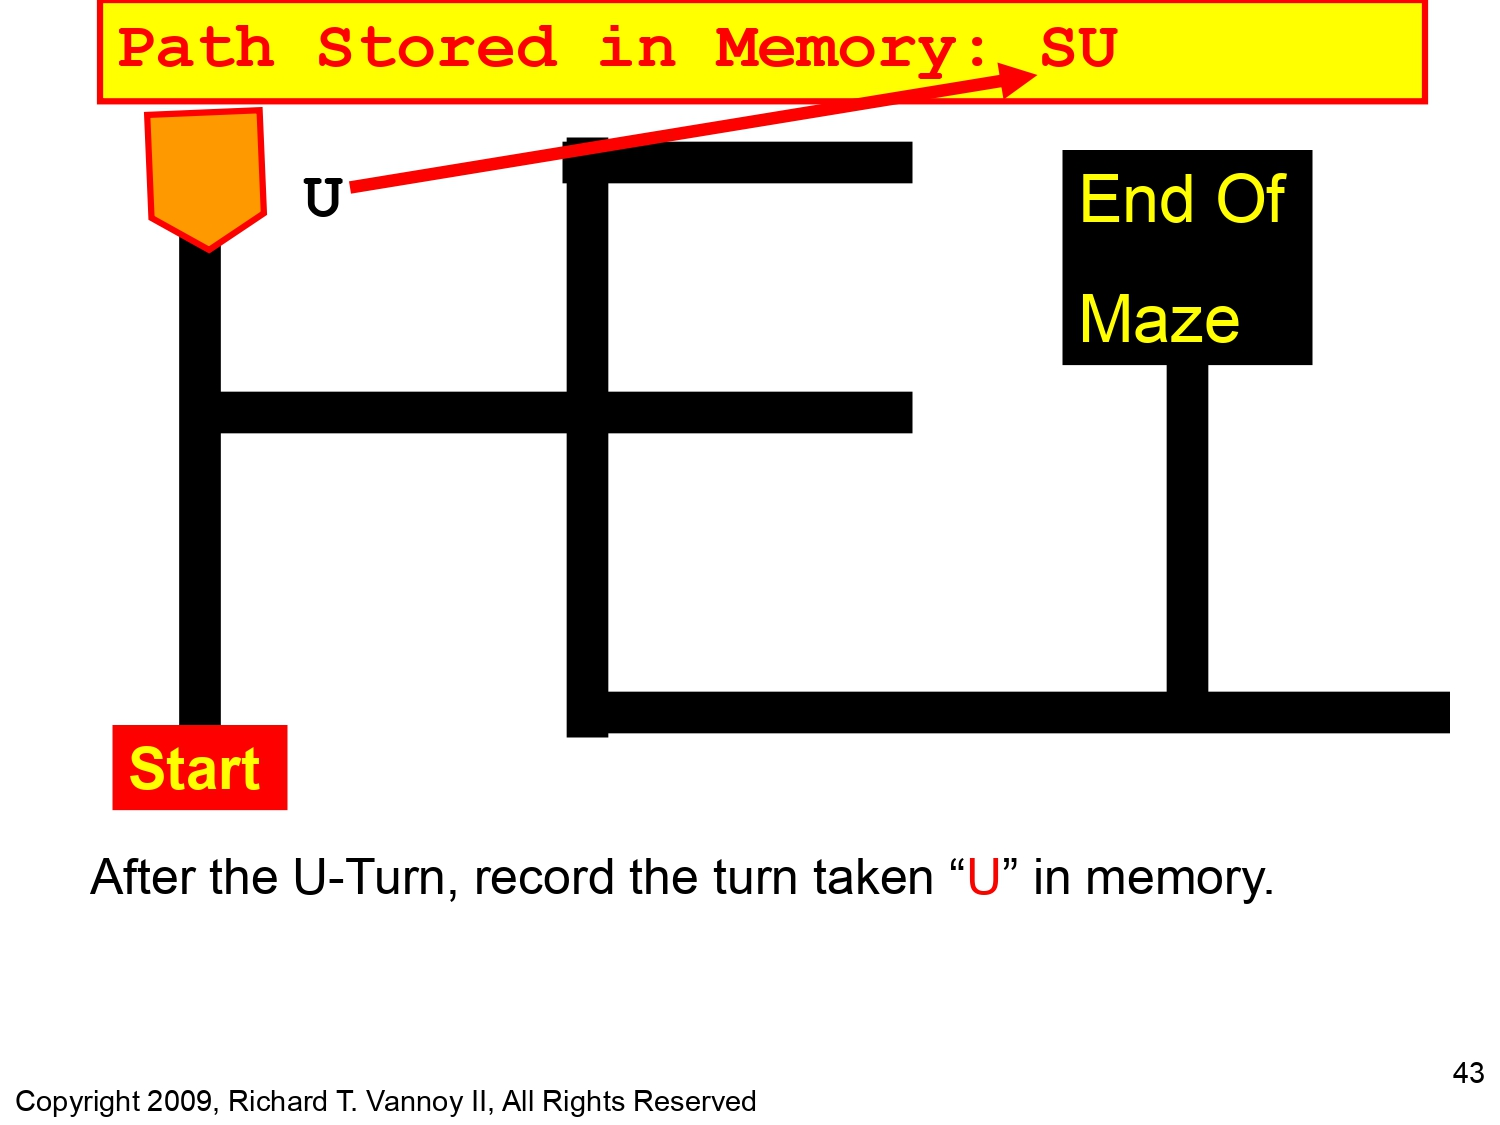 Path Stored in Memory: SU
U
End Of
Maze
Start
After the U-Turn, record the turn taken “U” in memory.
43
Copyright 2009, Richard T. Vannoy II, All Rights Reserved